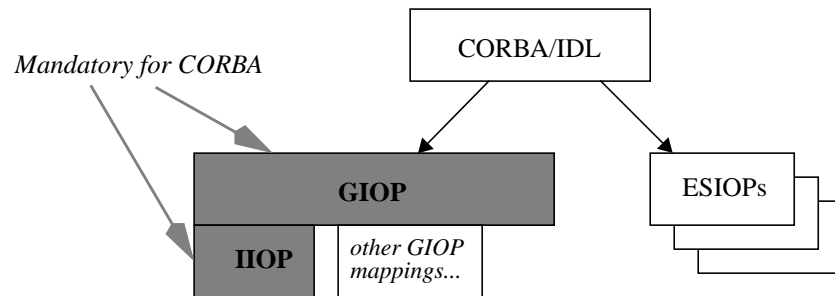 CORBA/IDL
Mandatory for CORBA
GIOP
ESIOPs
IIOP
other GIOP
mappings...